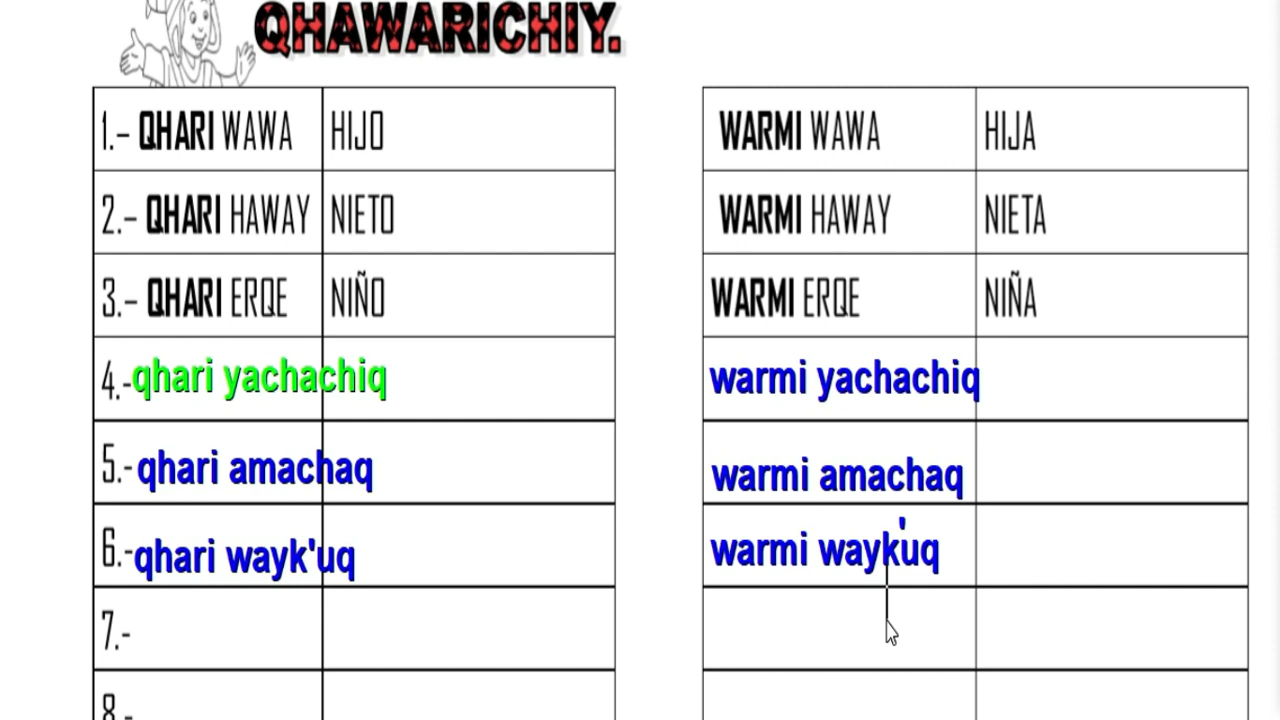 QHAWARICHIY.
1.- QHARI WAWA HIJO WARMI WAWA HIJA
2.- QHARI HAWAY NIETO WARMI HAWAY NIETA
3.- QHARI ERQE NIÑO WARMI ERQE NIÑA
4.- qhari yachachiq warmi yachachiq
5.- qhari amachaq warmi amachaq
6.- qhari wayk'uq warmi wayk'uq
7.-
8.-